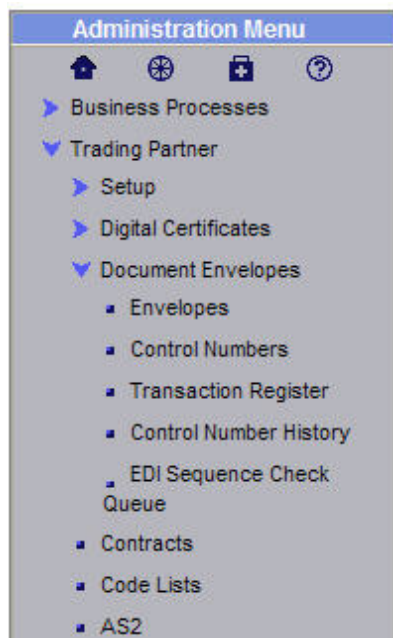 Administration Menu
Business Processes
Trading Partner
Setup
Digital Certificates
Document Envelopes
Envelopes
Control Numbers
Transaction Register
Control Number History
EDI Sequence Check
Queue
Contracts
Code Lists
AS2